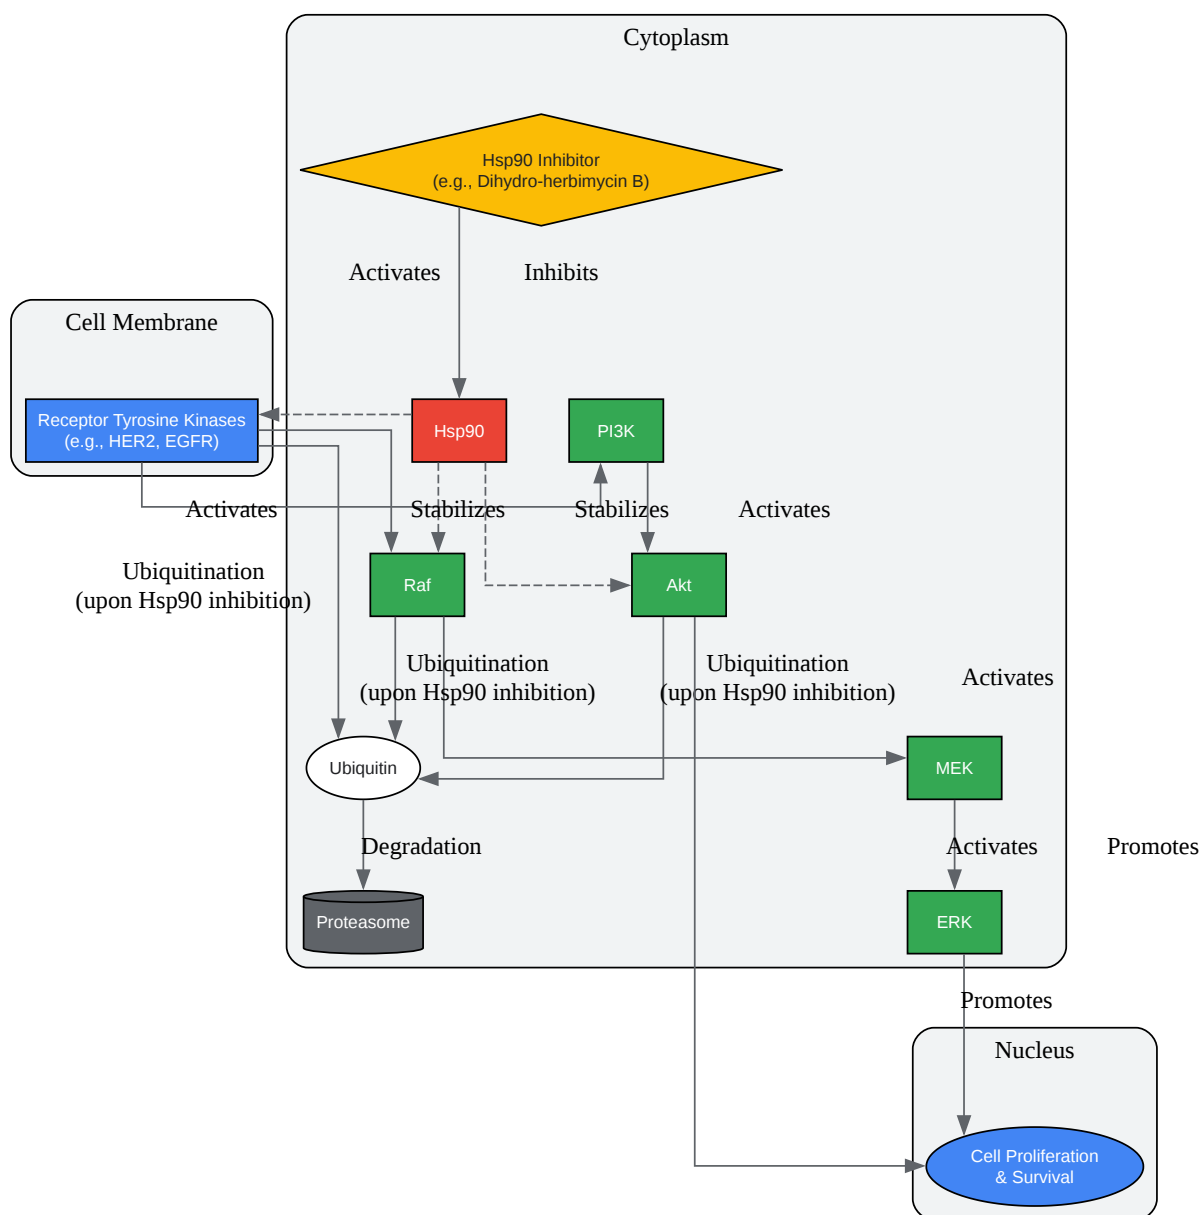 Cytoplasm
Hsp90 Inhibitor
(e.g., Dihydro-herbimycin B)
Activates
Inhibits
Cell Membrane
Receptor Tyrosine Kinases
(e.g., HER2, EGFR)
Hsp90
PI3K
Activates
Stabilizes
Stabilizes
Activates
Ubiquitination
(upon Hsp90 inhibition)
Raf
Akt
Ubiquitination
(upon Hsp90 inhibition)
Ubiquitination
(upon Hsp90 inhibition)
Activates
Ubiquitin
MEK
Degradation
Activates
Promotes
Proteasome
ERK
Promotes
Nucleus
Cell Proliferation
& Survival